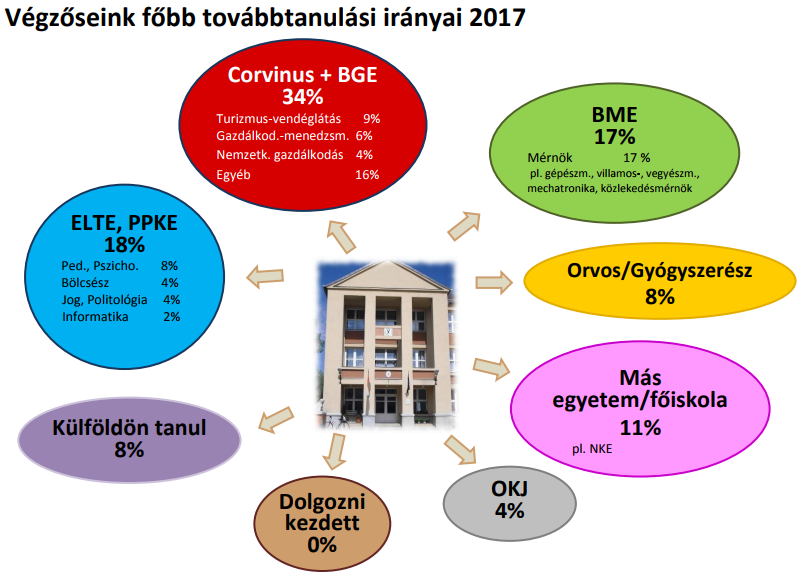 Végzőseink főbb továbbtanulási irányai 2017
Corvinus + BGE
34%
Turizmus-vendéglátás 9%
Gazdálkod.-menedzsm. 6%
Nemzetk. gazdálkodás 4%
Egyéb 16%
BME
17%
Mérnök 17 %
pl. gépészm., villamos-, vegyészm.,
mechatronika, közlekedésmérnök
ELTE, PPKE
18%
Ped., Pszicho. 8%
Bölcsész 4%
Jog, Politológia 4%
Informatika 2%
Orvos/Gyógyszerész
8%
Más
egyetem/főiskola
11%
pl. NKE
Külföldön tanul
8%
Dolgozni
kezdett
0%
OKJ
4%